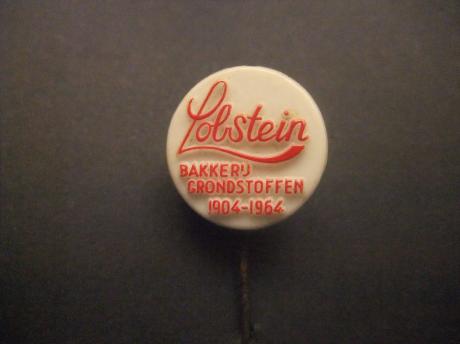 Lobstein
BAKKERIJ
GRONDSTOFFEN
1904-1964